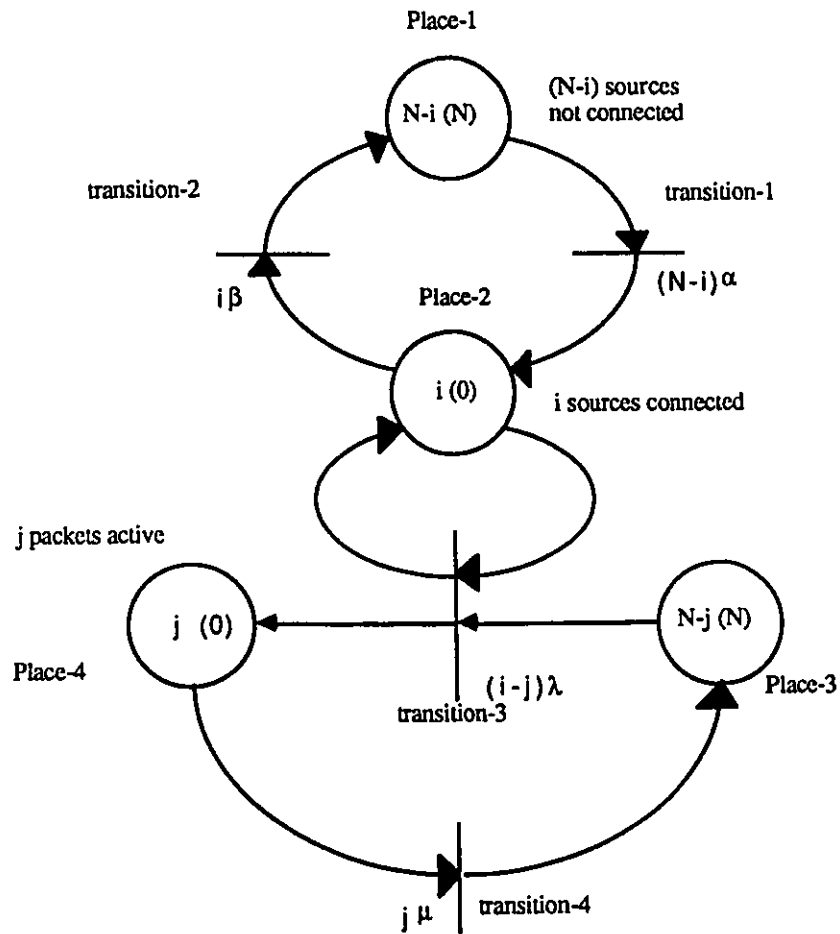 Place-1
N-i (N)
(N-i) sources
not connected
transition-2
transition-1
iβ
Place-2
(N-i)α
i (0)
i sources connected
j packets active
j (0)
N-j (N)
Place-4
(i-j)λ
Place-3
transition-3
jμ
transition-4